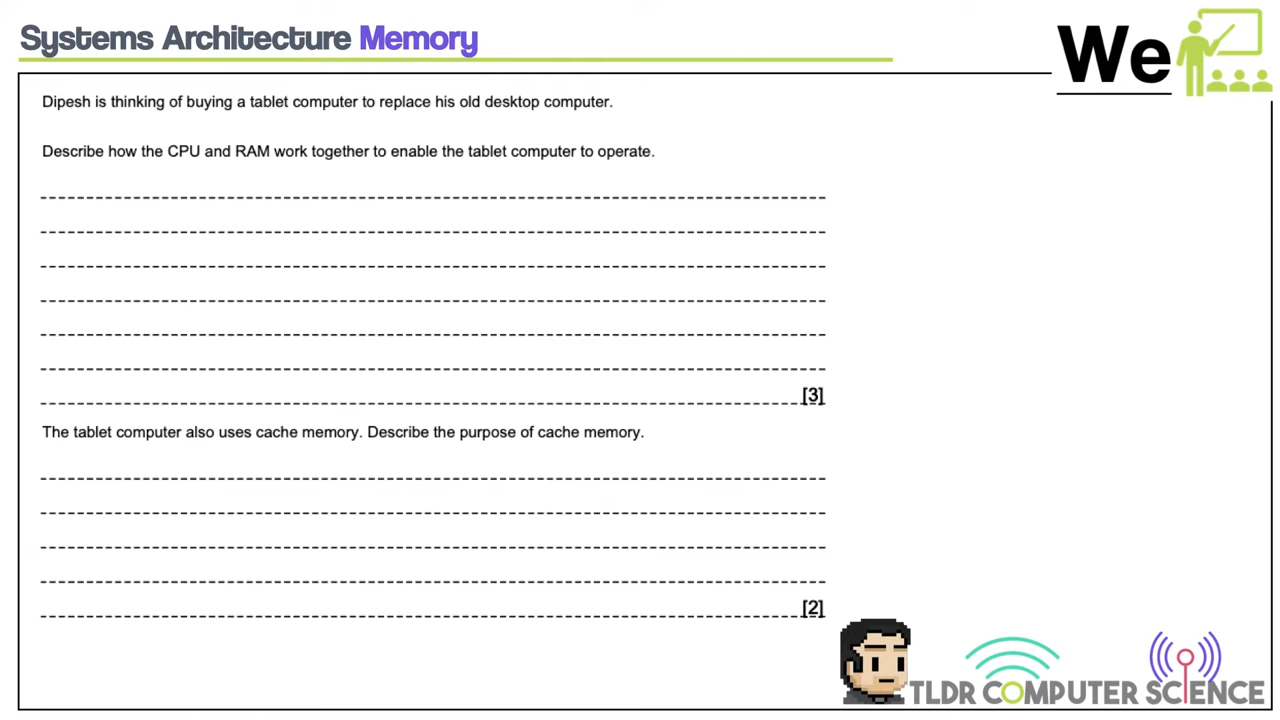 Systems Architecture Memory
We
Dipesh is thinking of buying a tablet computer to replace his old desktop computer.
Describe how the CPU and RAM work together to enable the tablet computer to operate.
[3]
The tablet computer also uses cache memory. Describe the purpose of cache memory.
[2]
TLDR COMPUTER SCIENCE